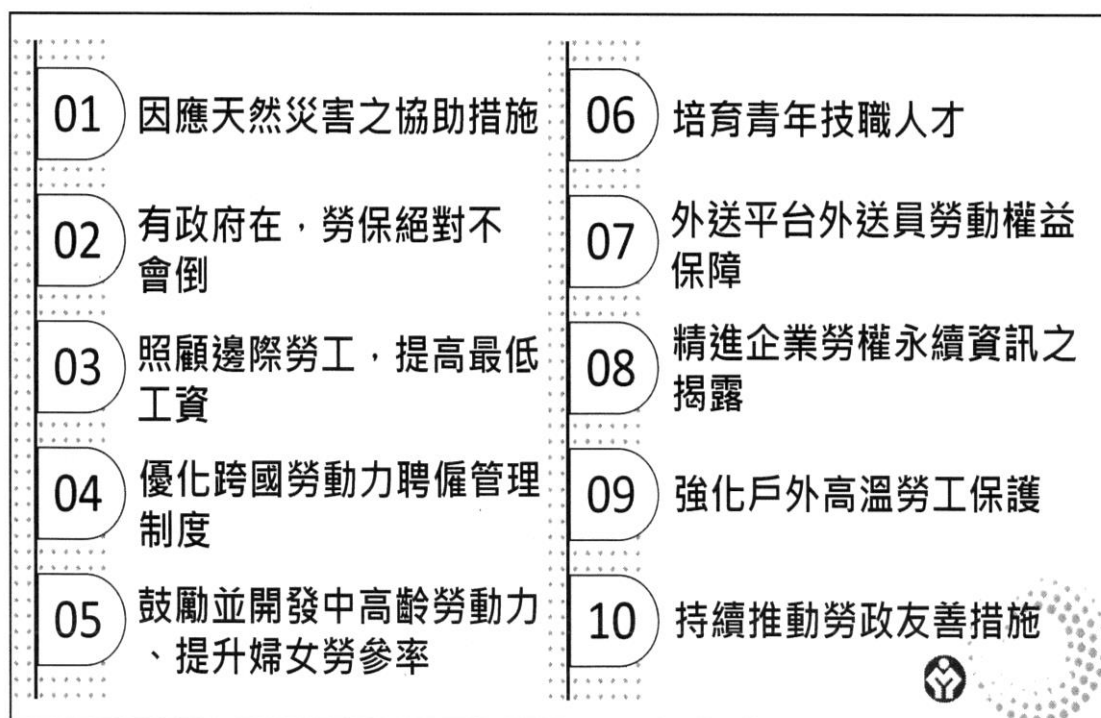 01
因應天然災害之協助措施
02
有政府在，勞保絕對不
會倒
03
照顧邊際勞工，提高最低
工資
04
優化跨國勞動力聘僱管理
制度
05
鼓勵並開發中高齡勞動力
、提升婦女勞參率
06
培育青年技職人才
07
外送平台外送員勞動權益
保障
08
精進企業勞權永續資訊之
揭露
09
強化戶外高溫勞工保護
10
持續推動勞政友善措施